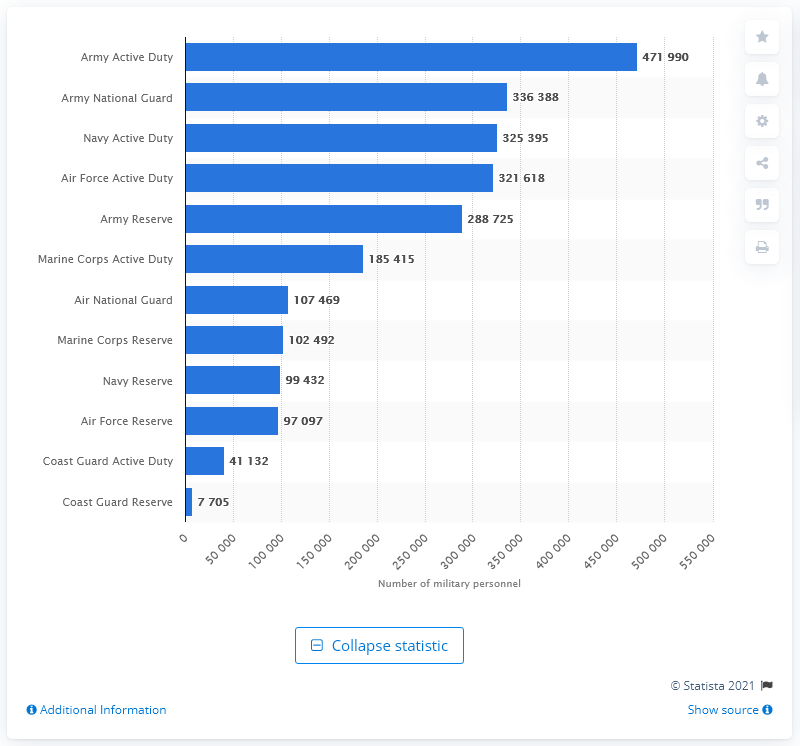 Army Active Duty 471 990
Army National Guard 336 388
Navy Active Duty 325 395
Air Force Active Duty 321 618
Army Reserve 288 725
Marine Corps Active Duty 185 415
Air National Guard 107 469
Marine Corps Reserve 102 492
Navy Reserve 99 432
Air Force Reserve 97 097
Coast Guard Active Duty 41 132
Coast Guard Reserve 7 705
0 50 000 100 000 150 000 200 000 250 000 300 000 350 000 400 000 450 000 500 000 550 000
Number of military personnel
Collapse statistic
© Statista 2021
Additional Information Show source